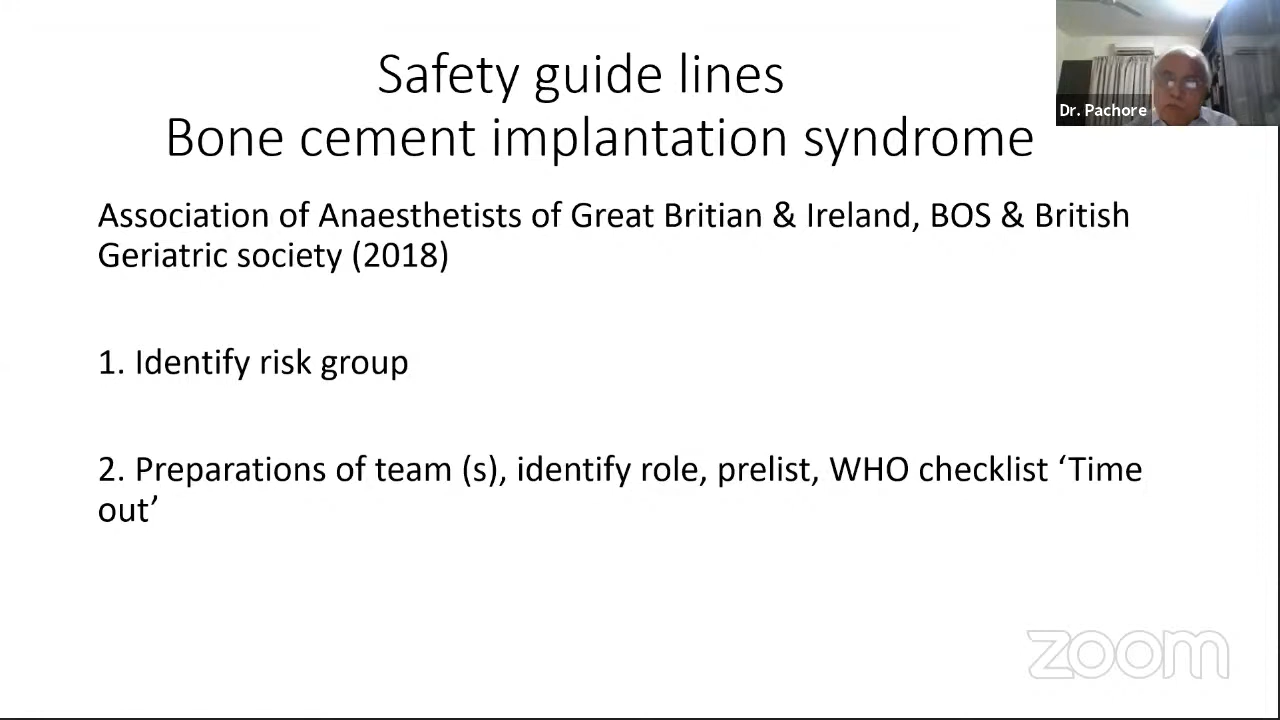 Safety guide lines
Bone cement implantation syndrome
Dr. Pachore
Association of Anaesthetists of Great Britian & Ireland, BOS & British
Geriatric society (2018)
1. Identify risk group
2. Preparations of team (s), identify role, prelist, WHO checklist ‘Time
out’
zoom